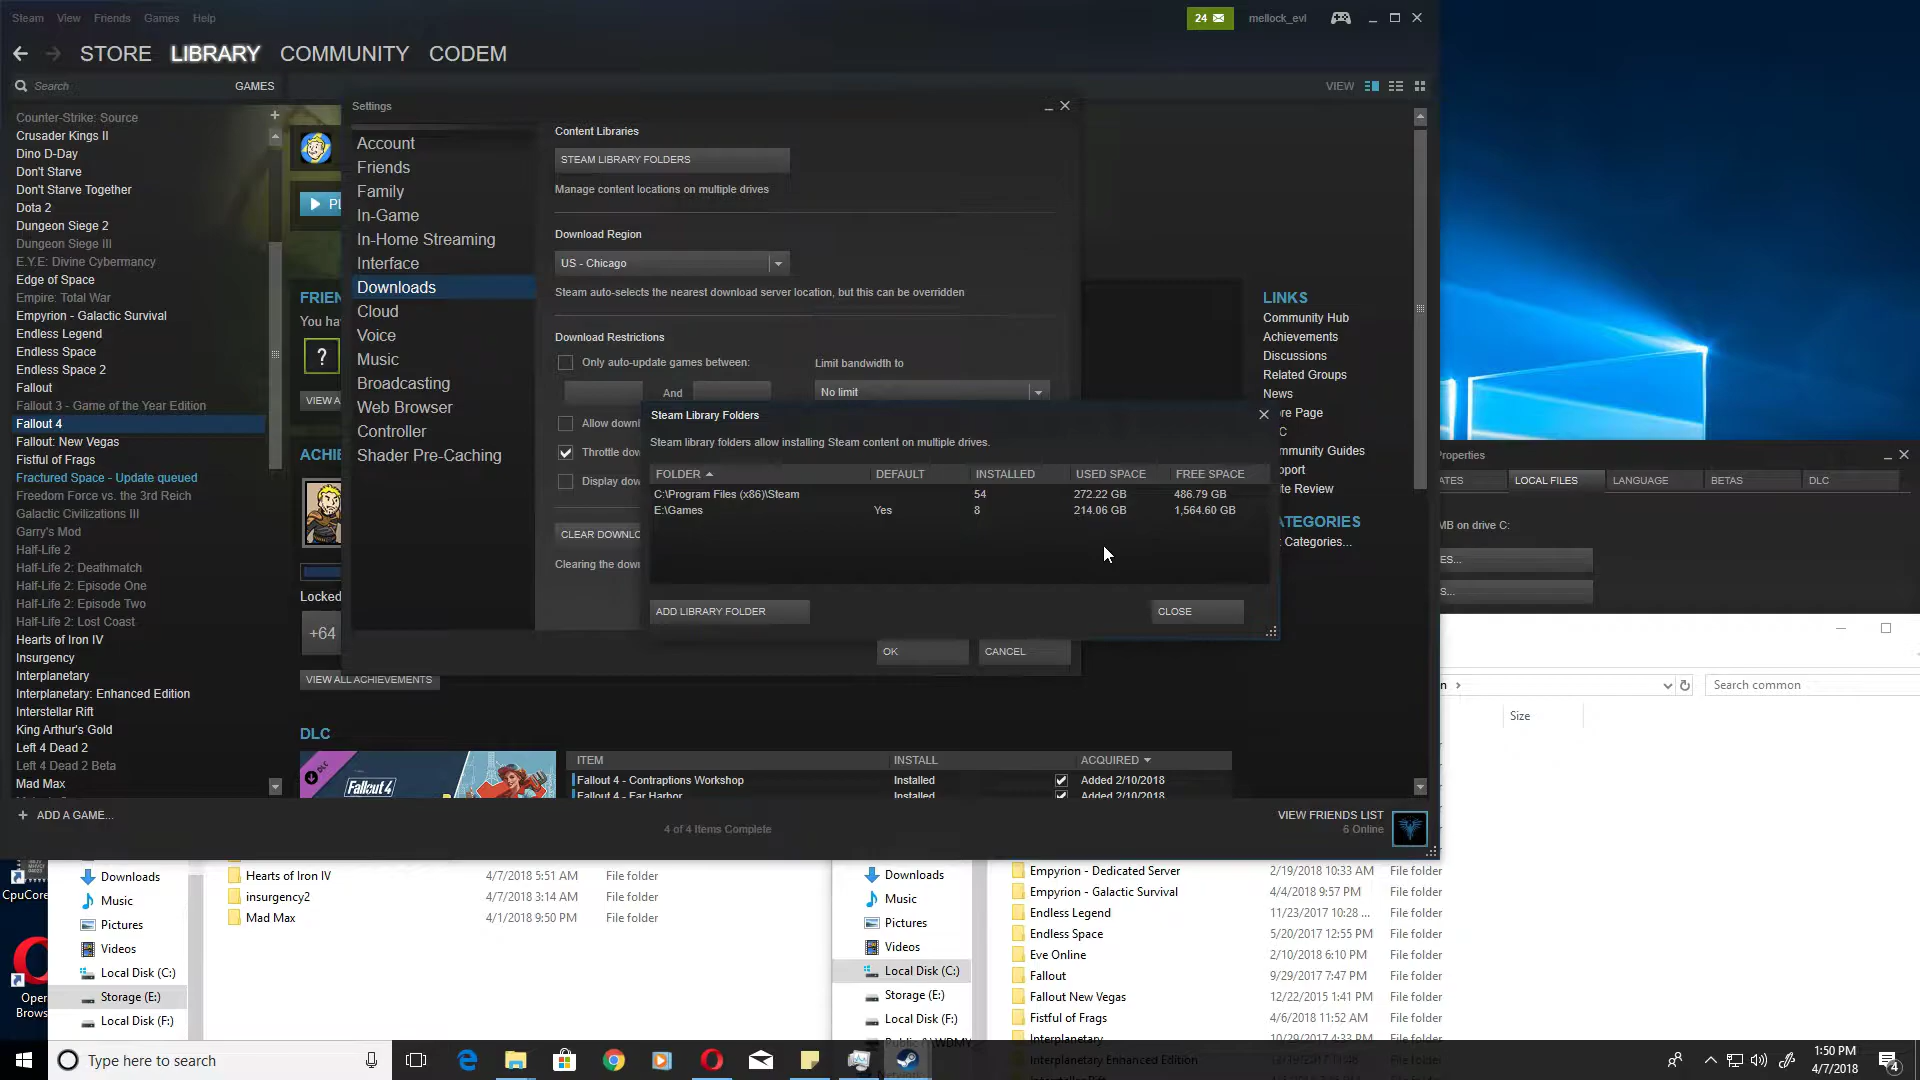 Steam View Friends Games Help
24
mellock_evl
STORE LIBRARY COMMUNITY CODEM
Search
GAMES
VIEW
Counter-Strike: Source
Crusader Kings II
Dino D-Day
Don't Starve
Don't Starve Together
Dota 2
Dungeon Siege 2
Dungeon Siege III
E.Y.E: Divine Cybermancy
Edge of Space
Empire: Total War
Empyrion - Galactic Survival
Endless Legend
Endless Space
Endless Space 2
Fallout
Fallout 3 - Game of the Year Edition
Fallout 4
Fallout: New Vegas
Fistful of Frags
Fractured Space - Update queued
Freedom Force vs. the 3rd Reich
Galactic Civilizations III
Garry's Mod
Half-Life 2
Half-Life 2: Deathmatch
Half-Life 2: Episode One
Half-Life 2: Episode Two
Half-Life 2: Lost Coast
Hearts of Iron IV
Insurgency
Interplanetary
Interplanetary: Enhanced Edition
Interstellar Rift
King Arthur's Gold
Left 4 Dead 2
Left 4 Dead 2 Beta
Mad Max
ADD A GAME...
PL
FRIEN
You ha
?
VIEW A
ACHIE
Locked
+64
VIEW ALL ACHIEVEMENTS
Settings
Account
Friends
Family
In-Game
In-Home Streaming
Interface
Downloads
Cloud
Voice
Music
Broadcasting
Web Browser
Controller
Shader Pre-Caching
Content Libraries
STEAM LIBRARY FOLDERS
Manage content locations on multiple drives
Download Region
US - Chicago
Steam auto-selects the nearest download server location, but this can be overridden
Download Restrictions
Only auto-update games between:
Limit bandwidth to
And
No limit
Allow downl
Throttle dow
Display dow
CLEAR DOWNLO
Clearing the dow
OK
CANCEL
Steam Library Folders
Steam library folders allow installing Steam content on multiple drives.
FOLDER DEFAULT INSTALLED USED SPACE FREE SPACE
C:\Program Files (x86)\Steam 54 272.22 GB 486.79 GB
E:\Games Yes 8 214.06 GB 1,564.60 GB
ADD LIBRARY FOLDER
CLOSE
LINKS
Community Hub
Achievements
Discussions
Related Groups
News
ore Page
C
mmunity Guides
pport
ite Review
ATEGORIES
t Categories...
DLC
Fallout 4
DLC
ITEM INSTALL ACQUIRED
Fallout 4 - Contraptions Workshop Installed Added 2/10/2018
Fallout 4 - Far Harbor Installed Added 2/10/2018
4 of 4 Items Complete
VIEW FRIENDS LIST
6 Online
Properties
ATES LOCAL FILES LANGUAGE BETAS DLC
MB on drive C:
ES...
S...
n
Search common
Size
CpuCore
Oper
Brows
Downloads
Music
Pictures
Videos
Local Disk (C:)
Storage (E:)
Local Disk (F:)
Hearts of Iron IV 4/7/2018 5:51 AM File folder
insurgency2 4/7/2018 3:14 AM File folder
Mad Max 4/1/2018 9:50 PM File folder
Downloads
Music
Pictures
Videos
Local Disk (C:)
Storage (E:)
Local Disk (F:)
Empyrion - Dedicated Server 2/19/2018 10:33 AM File folder
Empyrion - Galactic Survival 4/4/2018 9:57 PM File folder
Endless Legend 11/23/2017 10:28 ... File folder
Endless Space 5/20/2017 12:55 PM File folder
Eve Online 2/10/2018 6:10 PM File folder
Fallout 9/29/2017 7:47 PM File folder
Fallout New Vegas 12/22/2015 1:41 PM File folder
Fistful of Frags 4/6/2018 11:52 AM File folder
Interplanetary 10/29/2017 4:33 PM File folder
Interplanetary Enhanced Edition File folder
Type here to search
1:50 PM
4/7/2018
4